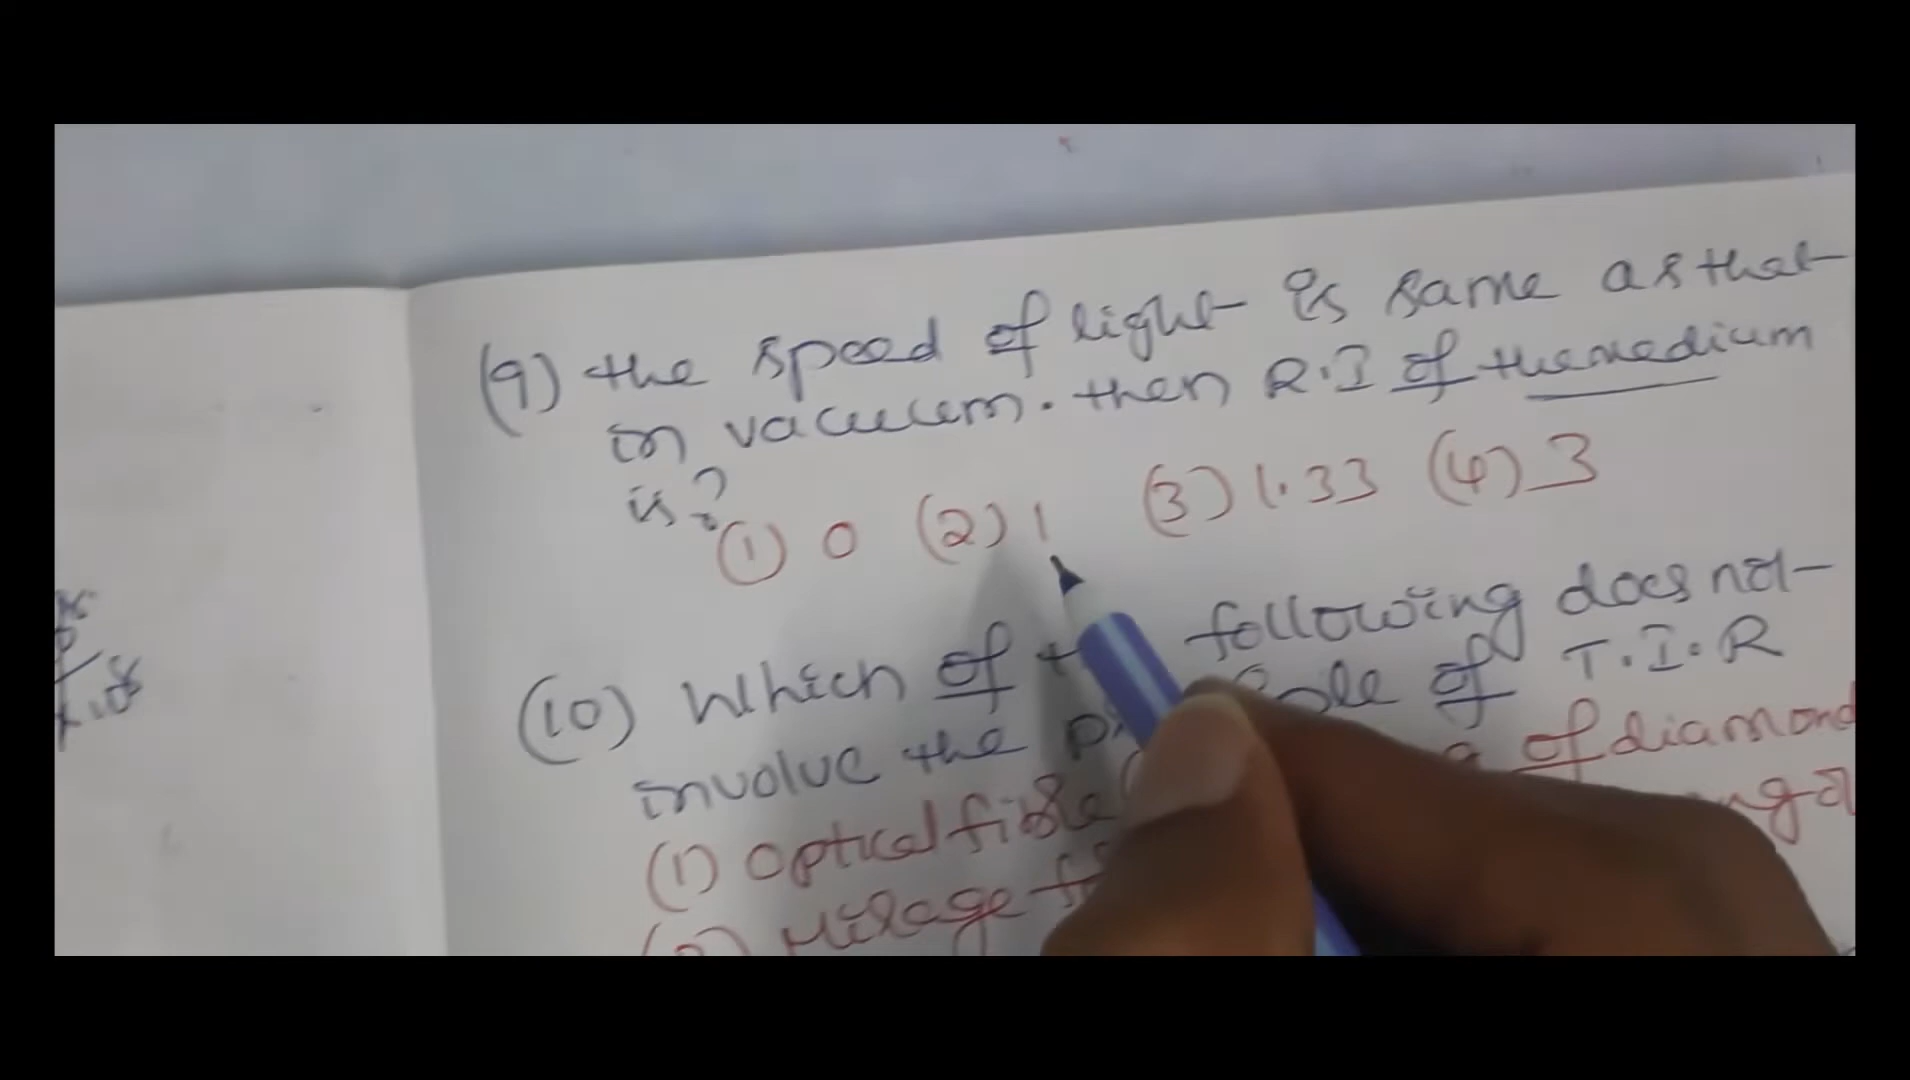 (9) the speed of light is same as that
in vacuum. then R.I of the medium
is?
(1) 0 (2) 1 (3) 1.33 (4) 3
(10) Which of following does not
involve the of T.I.R
(1) Optical fible of diamond
Mirage